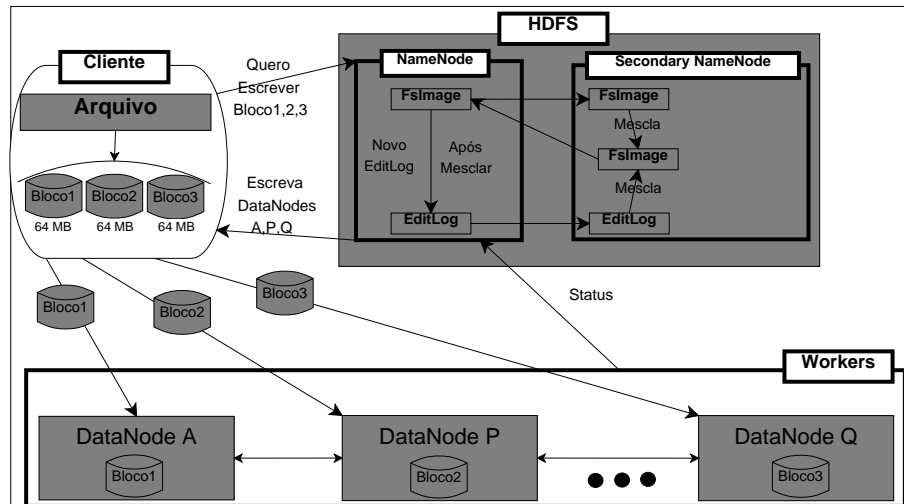 HDFS
Cliente
Arquivo
Bloco1
Bloco2
Bloco3
64 MB
64 MB
64 MB
Quero
Escrever
Bloco1,2,3
Escreva
DataNodes
A,P,Q
NameNode
FsImage
Novo
EditLog
Após
Mesclar
EditLog
Secondary NameNode
FsImage
Mescla
FsImage
Mescla
EditLog
Bloco1
Bloco2
Bloco3
Status
Workers
DataNode A
Bloco1
DataNode P
Bloco2
DataNode Q
Bloco3